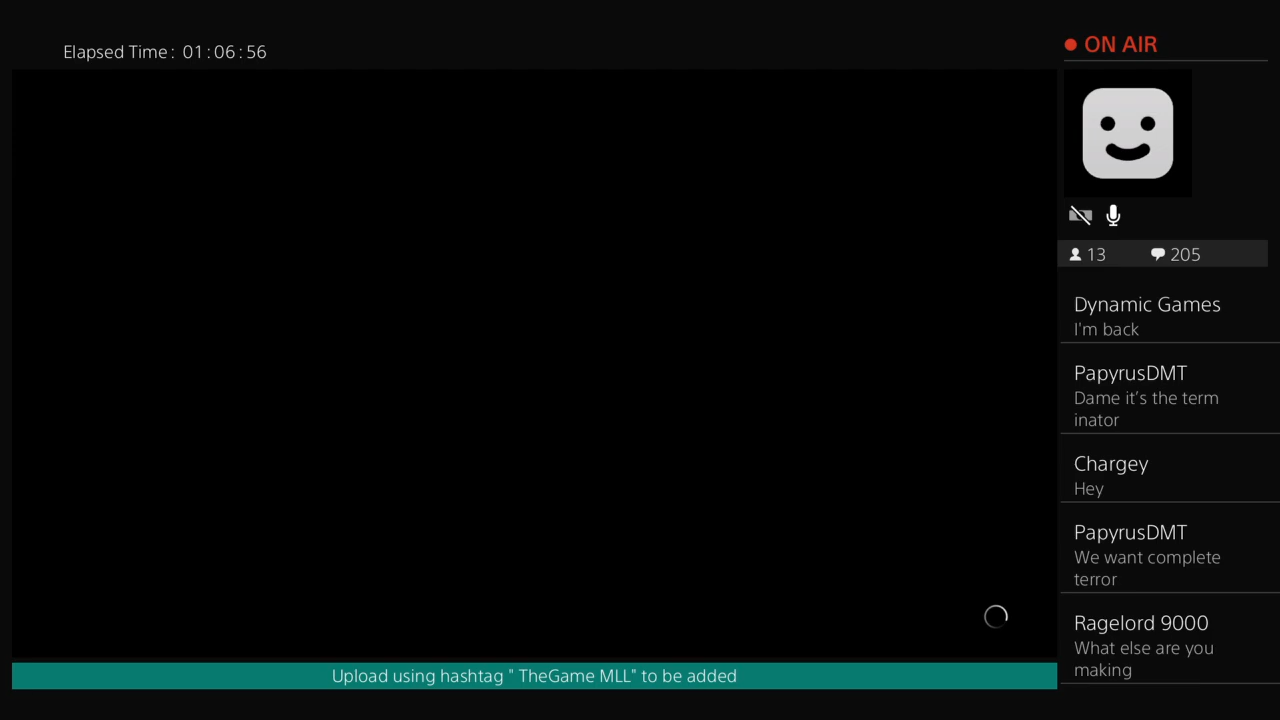 Elapsed Time: 01:06:56
ON AIR
13 205
Dynamic Games
I'm back
PapyrusDMT
Dame it's the term
inator
Chargey
Hey
PapyrusDMT
We want complete
terror
Ragelord 9000
What else are you
making
Upload using hashtag " TheGame MLL" to be added